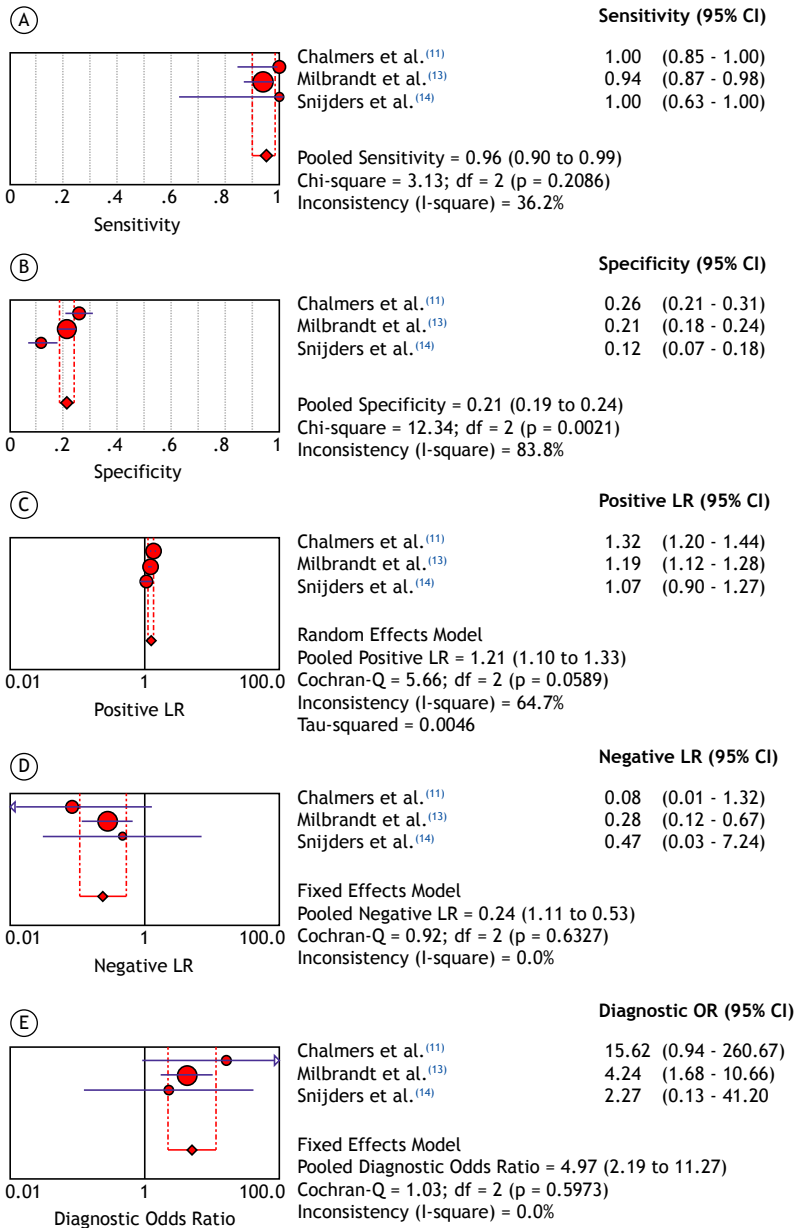 A
Sensitivity (95% CI)
Chalmers et al.(11) 1.00 (0.85 - 1.00)
Milbrandt et al.(13) 0.94 (0.87 - 0.98)
Snijders et al.(14) 1.00 (0.63 - 1.00)
Pooled Sensitivity = 0.96 (0.90 to 0.99)
Chi-square = 3.13; df = 2 (p = 0.2086)
Inconsistency (I-square) = 36.2%
0 .2 .4 .6 .8 1
Sensitivity
B
Specificity (95% CI)
Chalmers et al.(11) 0.26 (0.21 - 0.31)
Milbrandt et al.(13) 0.21 (0.18 - 0.24)
Snijders et al.(14) 0.12 (0.07 - 0.18)
Pooled Specificity = 0.21 (0.19 to 0.24)
Chi-square = 12.34; df = 2 (p = 0.0021)
Inconsistency (I-square) = 83.8%
0 .2 .4 .6 .8 1
Specificity
C
Positive LR (95% CI)
Chalmers et al.(11) 1.32 (1.20 - 1.44)
Milbrandt et al.(13) 1.19 (1.12 - 1.28)
Snijders et al.(14) 1.07 (0.90 - 1.27)
Random Effects Model
Pooled Positive LR = 1.21 (1.10 to 1.33)
Cochran-Q = 5.66; df = 2 (p = 0.0589)
Inconsistency (I-square) = 64.7%
Tau-squared = 0.0046
0.01 1 100.0
Positive LR
D
Negative LR (95% CI)
Chalmers et al.(11) 0.08 (0.01 - 1.32)
Milbrandt et al.(13) 0.28 (0.12 - 0.67)
Snijders et al.(14) 0.47 (0.03 - 7.24)
Fixed Effects Model
Pooled Negative LR = 0.24 (1.11 to 0.53)
Cochran-Q = 0.92; df = 2 (p = 0.6327)
Inconsistency (I-square) = 0.0%
0.01 1 100.0
Negative LR
E
Diagnostic OR (95% CI)
Chalmers et al.(11) 15.62 (0.94 - 260.67)
Milbrandt et al.(13) 4.24 (1.68 - 10.66)
Snijders et al.(14) 2.27 (0.13 - 41.20
Fixed Effects Model
Pooled Diagnostic Odds Ratio = 4.97 (2.19 to 11.27)
Cochran-Q = 1.03; df = 2 (p = 0.5973)
Inconsistency (I-square) = 0.0%
0.01 1 100.0
Diagnostic Odds Ratio